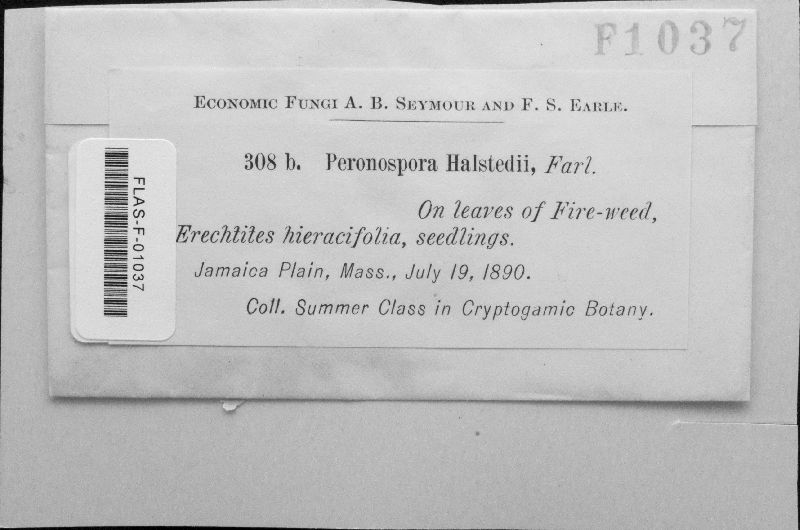 F1037
ECONOMIC FUNGI A. B. SEYMOUR AND F. S. EARLE.
308 b. Peronospora Halstedii, Farl.
On leaves of Fire-weed,
Erechtites hieracifolia, seedlings.
Jamaica Plain, Mass., July 19, 1890.
Coll. Summer Class in Cryptogamic Botany.
FLAS-F-01037